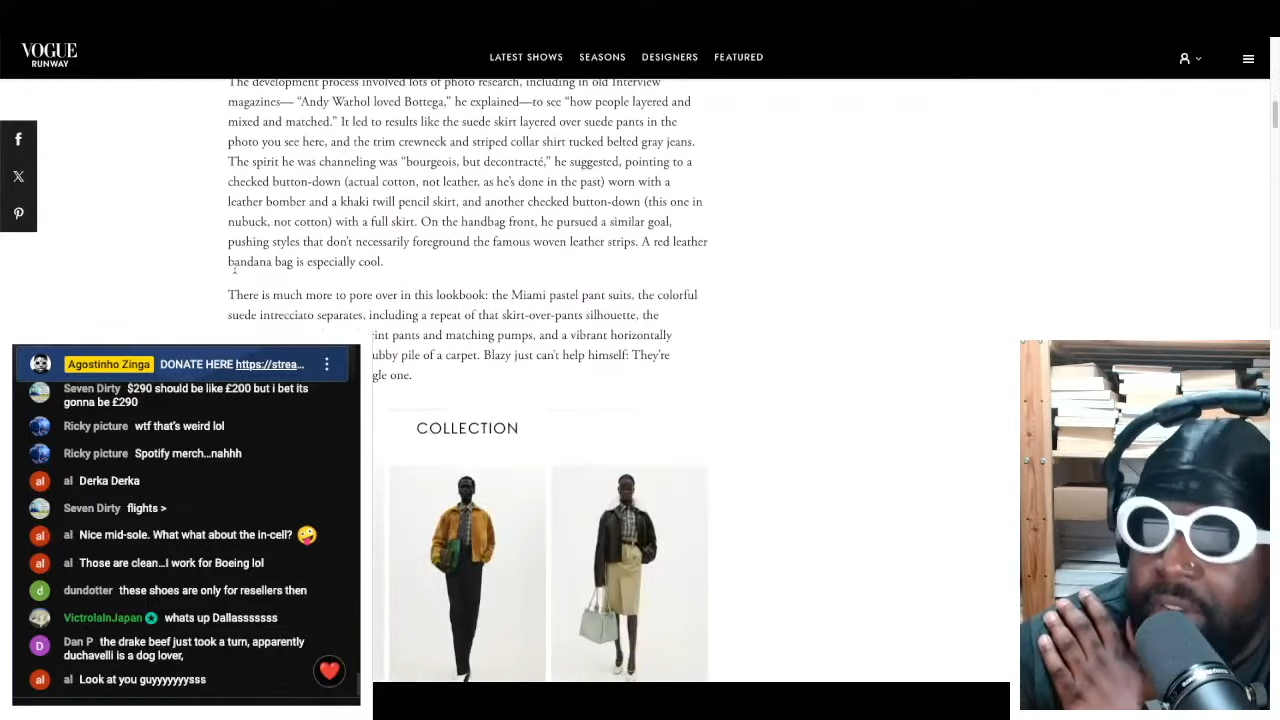 VOGUE
RUNWAY
LATEST SHOWS SEASONS DESIGNERS FEATURED
The development process involved lots of photo research, including in old Interview
magazines— “Andy Warhol loved Bottega,” he explained—to see “how people layered and
mixed and matched.” It led to results like the suede skirt layered over suede pants in the
photo you see here, and the trim crewneck and striped collar shirt tucked belted gray jeans.
The spirit he was channeling was “bourgeois, but decontracté,” he suggested, pointing to a
checked button-down (actual cotton, not leather, as he’s done in the past) worn with a
leather bomber and a khaki twill pencil skirt, and another checked button-down (this one in
nubuck, not cotton) with a full skirt. On the handbag front, he pursued a similar goal,
pushing styles that don’t necessarily foreground the famous woven leather strips. A red leather
bandana bag is especially cool.
There is much more to pore over in this lookbook: the Miami pastel pant suits, the colorful
suede intrecciato separates, including a repeat of that skirt-over-pants silhouette, the
pants and matching pumps, and a vibrant horizontally
pile of a carpet. Blazy just can’t help himself: They’re
one.
COLLECTION
Agostinho Zinga DONATE HERE https://strea...
Seven Dirty $290 should be like £200 but i bet its
gonna be £290
Ricky picture wtf that’s weird lol
Ricky picture Spotify merch...nahhh
al Derka Derka
Seven Dirty flights >
al Nice mid-sole. What what about the in-cell? 🤪
al Those are clean...I work for Boeing lol
d dundotter these shoes are only for resellers then
VictrolaInJapan whats up Dallassssss
D Dan P the drake beef just took a turn, apparently
duchavelli is a dog lover,
al Look at you guyyyyyysss